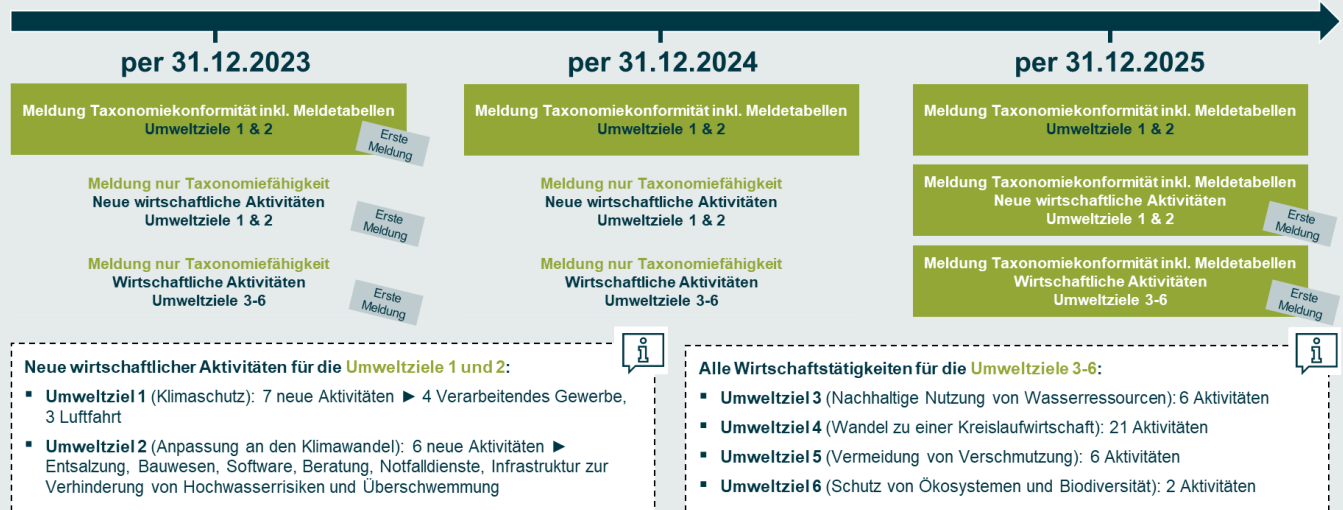 per 31.12.2023
per 31.12.2024
per 31.12.2025
Meldung Taxonomiekonformität inkl. Meldetabellen
Umweltziele 1 & 2
Erste
Meldung
Meldung Taxonomiekonformität inkl. Meldetabellen
Umweltziele 1 & 2
Meldung Taxonomiekonformität inkl. Meldetabellen
Umweltziele 1 & 2
Meldung nur Taxonomiefähigkeit
Neue wirtschaftliche Aktivitäten
Umweltziele 1 & 2
Erste
Meldung
Meldung nur Taxonomiefähigkeit
Neue wirtschaftliche Aktivitäten
Umweltziele 1 & 2
Meldung Taxonomiekonformität inkl. Meldetabellen
Neue wirtschaftliche Aktivitäten
Umweltziele 1 & 2
Erste
Meldung
Meldung nur Taxonomiefähigkeit
Wirtschaftliche Aktivitäten
Umweltziele 3-6
Erste
Meldung
Meldung nur Taxonomiefähigkeit
Wirtschaftliche Aktivitäten
Umweltziele 3-6
Meldung Taxonomiekonformität inkl. Meldetabellen
Wirtschaftliche Aktivitäten
Umweltziele 3-6
Erste
Meldung
Neue wirtschaftlicher Aktivitäten für die Umweltziele 1 und 2:
▪ Umweltziel 1 (Klimaschutz): 7 neue Aktivitäten ► 4 Verarbeitendes Gewerbe,
3 Luftfahrt
▪ Umweltziel 2 (Anpassung an den Klimawandel): 6 neue Aktivitäten ►
Entsalzung, Bauwesen, Software, Beratung, Notfalldienste, Infrastruktur zur
Verhinderung von Hochwasserrisiken und Überschwemmung
Alle Wirtschaftstätigkeiten für die Umweltziele 3-6:
▪ Umweltziel 3 (Nachhaltige Nutzung von Wasserressourcen): 6 Aktivitäten
▪ Umweltziel 4 (Wandel zu einer Kreislaufwirtschaft): 21 Aktivitäten
▪ Umweltziel 5 (Vermeidung von Verschmutzung): 6 Aktivitäten
▪ Umweltziel 6 (Schutz von Ökosystemen und Biodiversität): 2 Aktivitäten